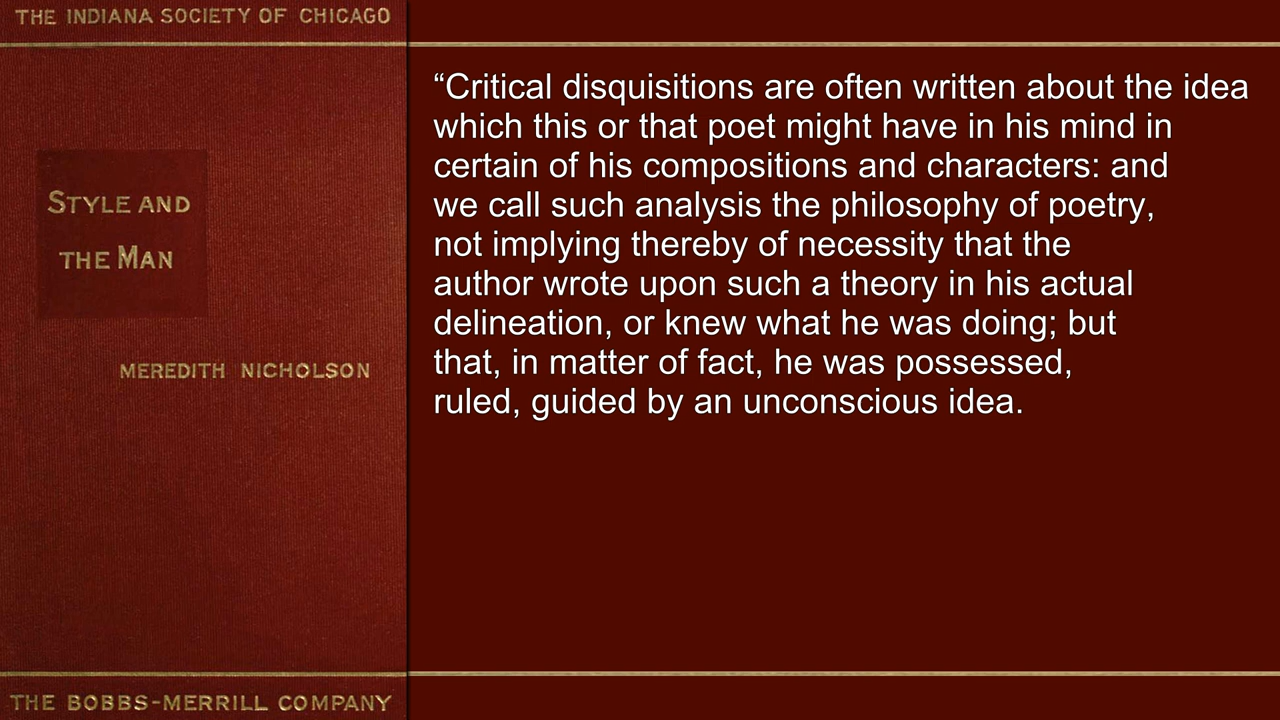 THE INDIANA SOCIETY OF CHICAGO
STYLE AND
THE MAN
MEREDITH NICHOLSON
THE BOBBS-MERRILL COMPANY
“Critical disquisitions are often written about the idea
which this or that poet might have in his mind in
certain of his compositions and characters: and
we call such analysis the philosophy of poetry,
not implying thereby of necessity that the
author wrote upon such a theory in his actual
delineation, or knew what he was doing; but
that, in matter of fact, he was possessed,
ruled, guided by an unconscious idea.